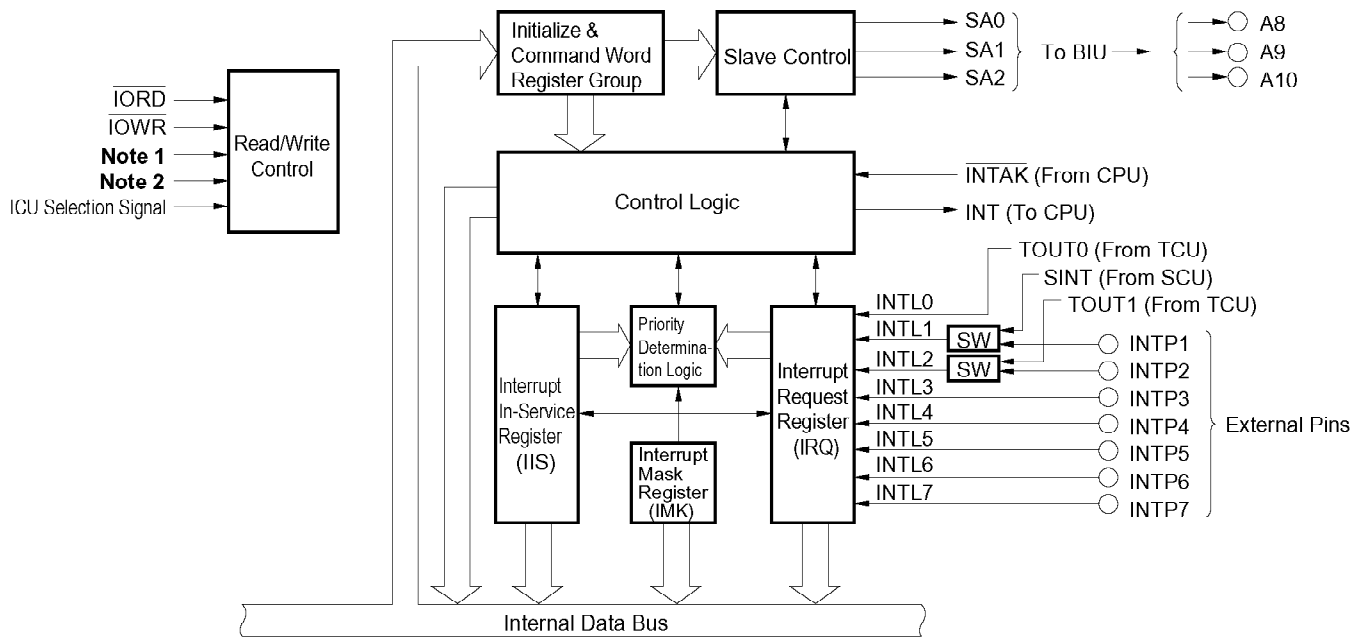 Initialize &
Command Word
Register Group
Slave Control
SA0
SA1
SA2
To BIU
A8
A9
A10
IORD
IOWR
Note 1
Note 2
ICU Selection Signal
Read/Write
Control
Control Logic
INTAK (From CPU)
INT (To CPU)
TOUT0 (From TCU)
SINT (From SCU)
TOUT1 (From TCU)
Interrupt
In-Service
Register
(IIS)
Priority
Determina-
tion Logic
Interrupt
Mask
Register
(IMK)
Interrupt
Request
Register
(IRQ)
INTL0
INTL1
INTL2
INTL3
INTL4
INTL5
INTL6
INTL7
SW
SW
INTP1
INTP2
INTP3
INTP4
INTP5
INTP6
INTP7
External Pins
Internal Data Bus